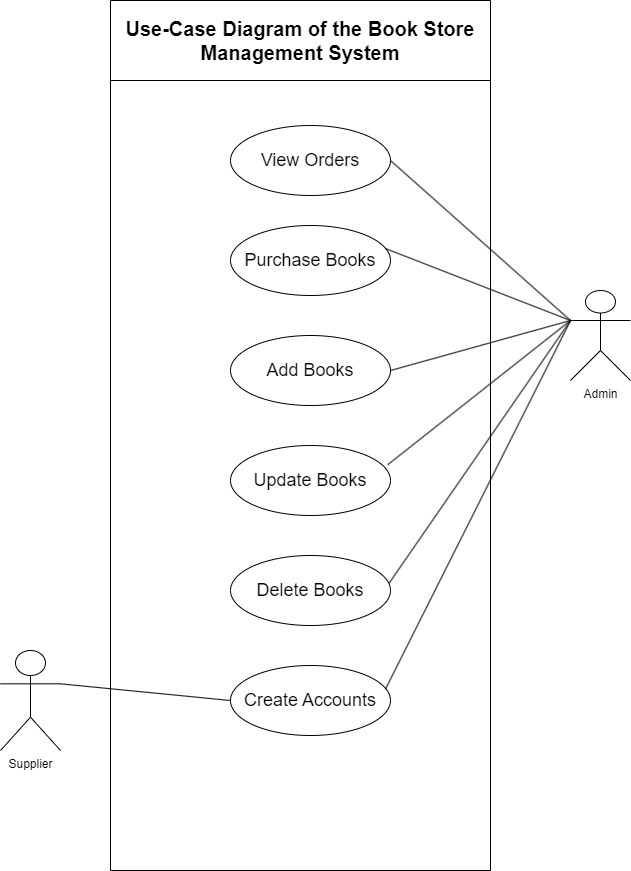 Use-Case Diagram of the Book Store
Management System
View Orders
Purchase Books
Add Books
Admin
Update Books
Delete Books
Create Accounts
Supplier